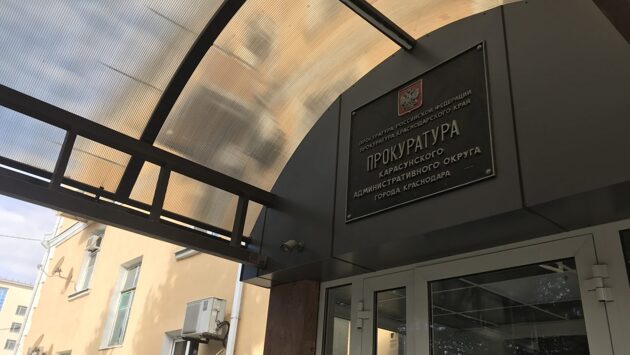 ПРОКУРАТУРА РОССИЙСКОЙ ФЕДЕРАЦИИ
ПРОКУРАТУРА КРАСНОДАРСКОГО КРАЯ
ПРОКУРАТУРА
КАРАСУНСКОГО
АДМИНИСТРАТИВНОГО ОКРУГА
ГОРОДА КРАСНОДАРА